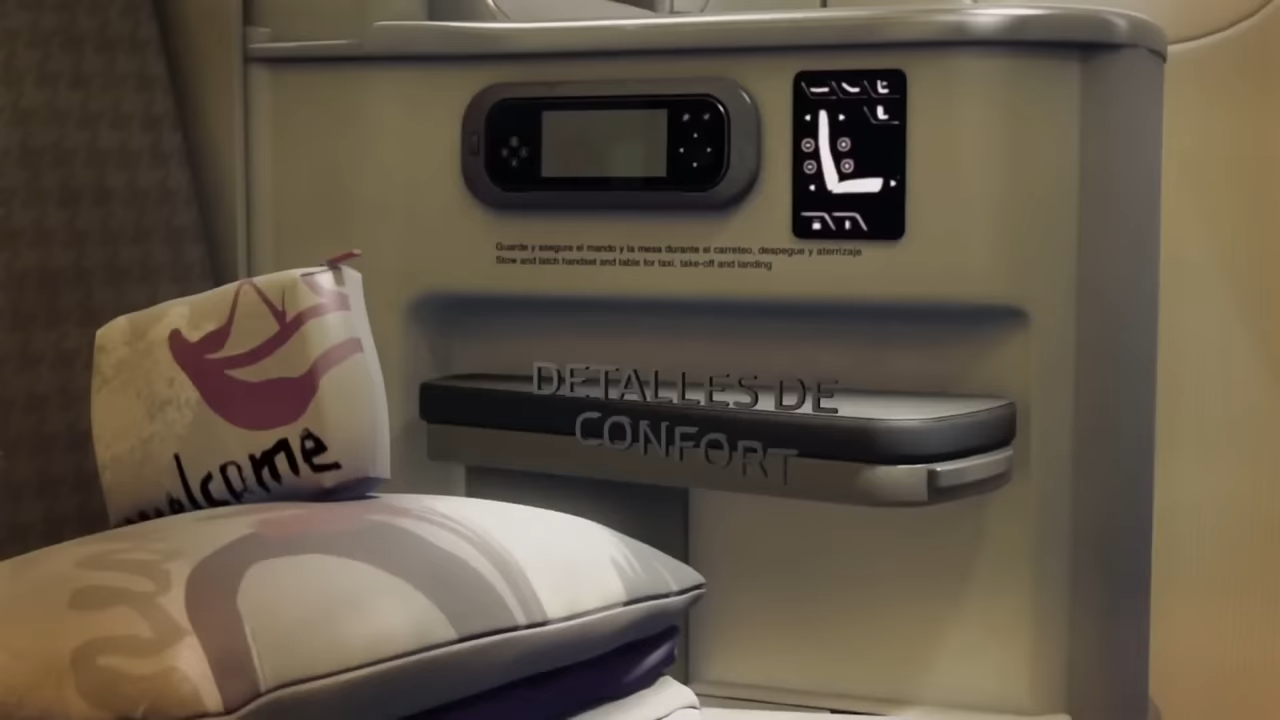 Guarde y asegure el mando y la mesa durante el carreteo, despegue y aterrizaje
Stow and latch handset and table for taxi, take-off and landing
DETALLES DE
CONFORT
welcome